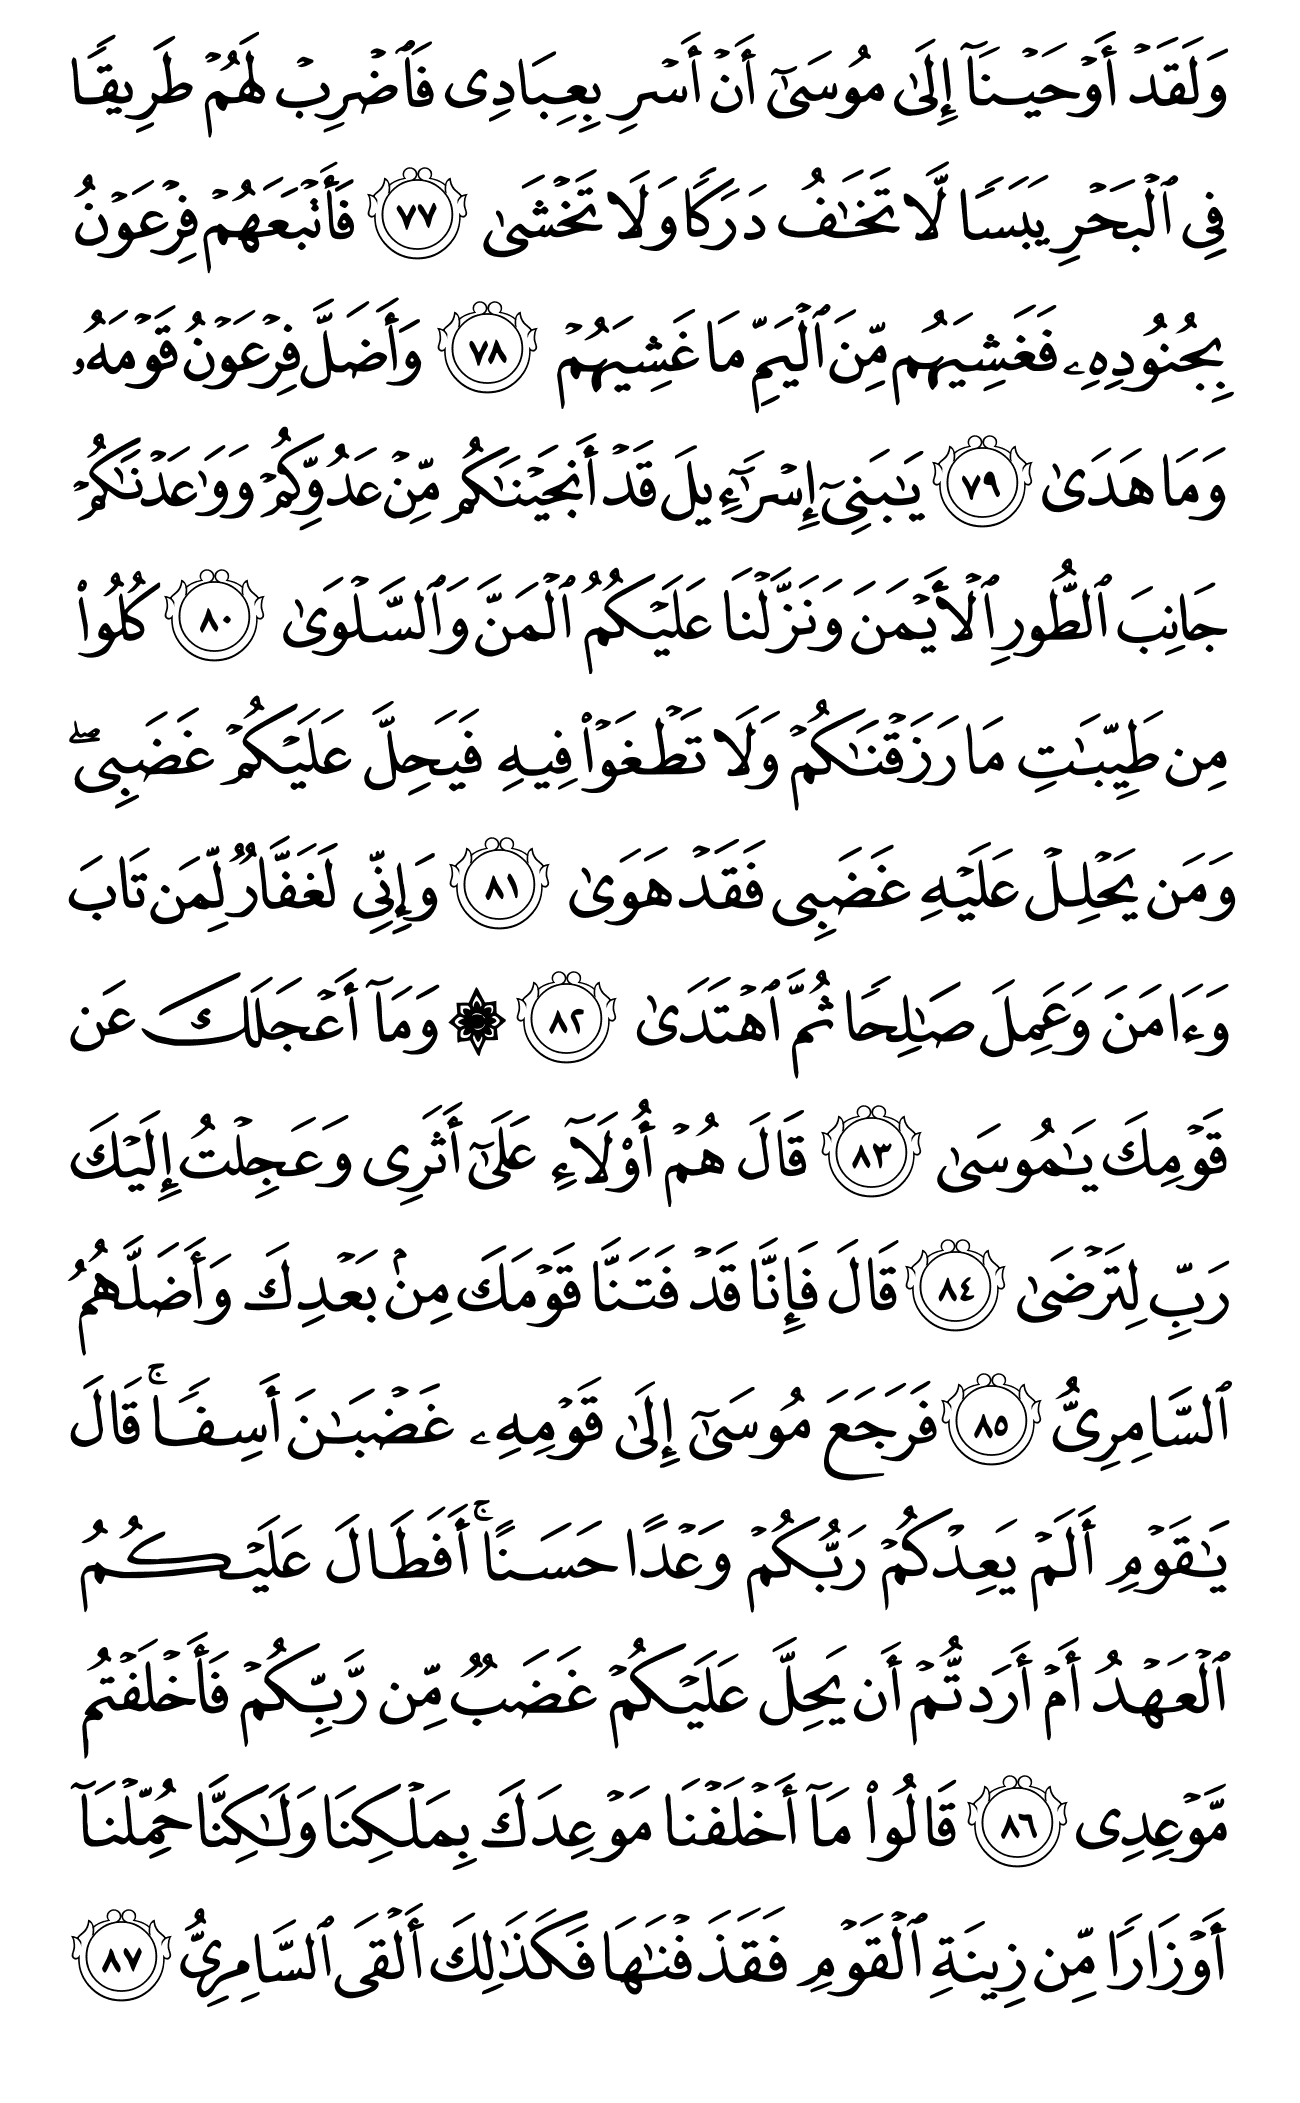 وَلَقَدۡ أَوۡحَيۡنَآ إِلَىٰ مُوسَىٰٓ أَنۡ أَسۡرِ بِعِبَادِي فَٱضۡرِبۡ لَهُمۡ طَرِيقٗا
فِي ٱلۡبَحۡرِ يَبَسٗا لَّا تَخَٰفُ دَرَكٗا وَلَا تَخۡشَىٰ ٧٧ فَأَتۡبَعَهُمۡ فِرۡعَوۡنُ
بِجُنُودِهِۦ فَغَشِيَهُم مِّنَ ٱلۡيَمِّ مَا غَشِيَهُمۡ ٧٨ وَأَضَلَّ فِرۡعَوۡنُ قَوۡمَهُۥ
وَمَا هَدَىٰ ٧٩ يَٰبَنِيٓ إِسۡرَٰٓءِيلَ قَدۡ أَنجَيۡنَٰكُم مِّنۡ عَدُوِّكُمۡ وَوَٰعَدۡنَٰكُمۡ
جَانِبَ ٱلطُّورِ ٱلۡأَيۡمَنَ وَنَزَّلۡنَا عَلَيۡكُمُ ٱلۡمَنَّ وَٱلسَّلۡوَىٰ ٨٠ كُلُواْ
مِن طَيِّبَٰتِ مَا رَزَقۡنَٰكُمۡ وَلَا تَطۡغَوۡاْ فِيهِ فَيَحِلَّ عَلَيۡكُمۡ غَضَبِيۖ
وَمَن يَحۡلِلۡ عَلَيۡهِ غَضَبِي فَقَدۡ هَوَىٰ ٨١ وَإِنِّي لَغَفَّارٞ لِّمَن تَابَ
وَءَامَنَ وَعَمِلَ صَٰلِحٗا ثُمَّ ٱهۡتَدَىٰ ٨٢ ۞ وَمَآ أَعۡجَلَكَ عَن
قَوۡمِكَ يَٰمُوسَىٰ ٨٣ قَالَ هُمۡ أُوْلَآءِ عَلَىٰٓ أَثَرِي وَعَجِلۡتُ إِلَيۡكَ
رَبِّ لِتَرۡضَىٰ ٨٤ قَالَ فَإِنَّا قَدۡ فَتَنَّا قَوۡمَكَ مِنۢ بَعۡدِكَ وَأَضَلَّهُمُ
ٱلسَّامِرِيُّ ٨٥ فَرَجَعَ مُوسَىٰٓ إِلَىٰ قَوۡمِهِۦ غَضۡبَٰنَ أَسِفٗاۚ قَالَ
يَٰقَوۡمِ أَلَمۡ يَعِدۡكُمۡ رَبُّكُمۡ وَعۡدًا حَسَنًاۚ أَفَطَالَ عَلَيۡكُمُ
ٱلۡعَهۡدُ أَمۡ أَرَدتُّمۡ أَن يَحِلَّ عَلَيۡكُمۡ غَضَبٞ مِّن رَّبِّكُمۡ فَأَخۡلَفۡتُم
مَّوۡعِدِي ٨٦ قَالُواْ مَآ أَخۡلَفۡنَا مَوۡعِدَكَ بِمَلۡكِنَا وَلَٰكِنَّا حُمِّلۡنَآ
أَوۡزَارٗا مِّن زِينَةِ ٱلۡقَوۡمِ فَقَذَفۡنَٰهَا فَكَذَٰلِكَ أَلۡقَى ٱلسَّامِرِيُّ ٨٧